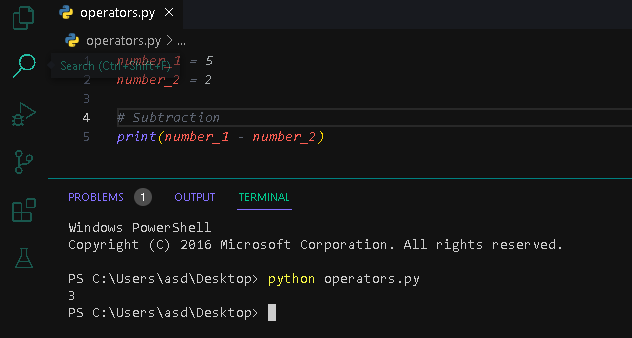 operators.py ×
operators.py > ...
1 number_1 = 5
Search (Ctrl+Shift+F)
2 number_2 = 2
3
4 # Subtraction
5 print(number_1 - number_2)
PROBLEMS 1 OUTPUT TERMINAL
Windows PowerShell
Copyright (C) 2016 Microsoft Corporation. All rights reserved.
PS C:\Users\asd\Desktop> python operators.py
3
PS C:\Users\asd\Desktop>